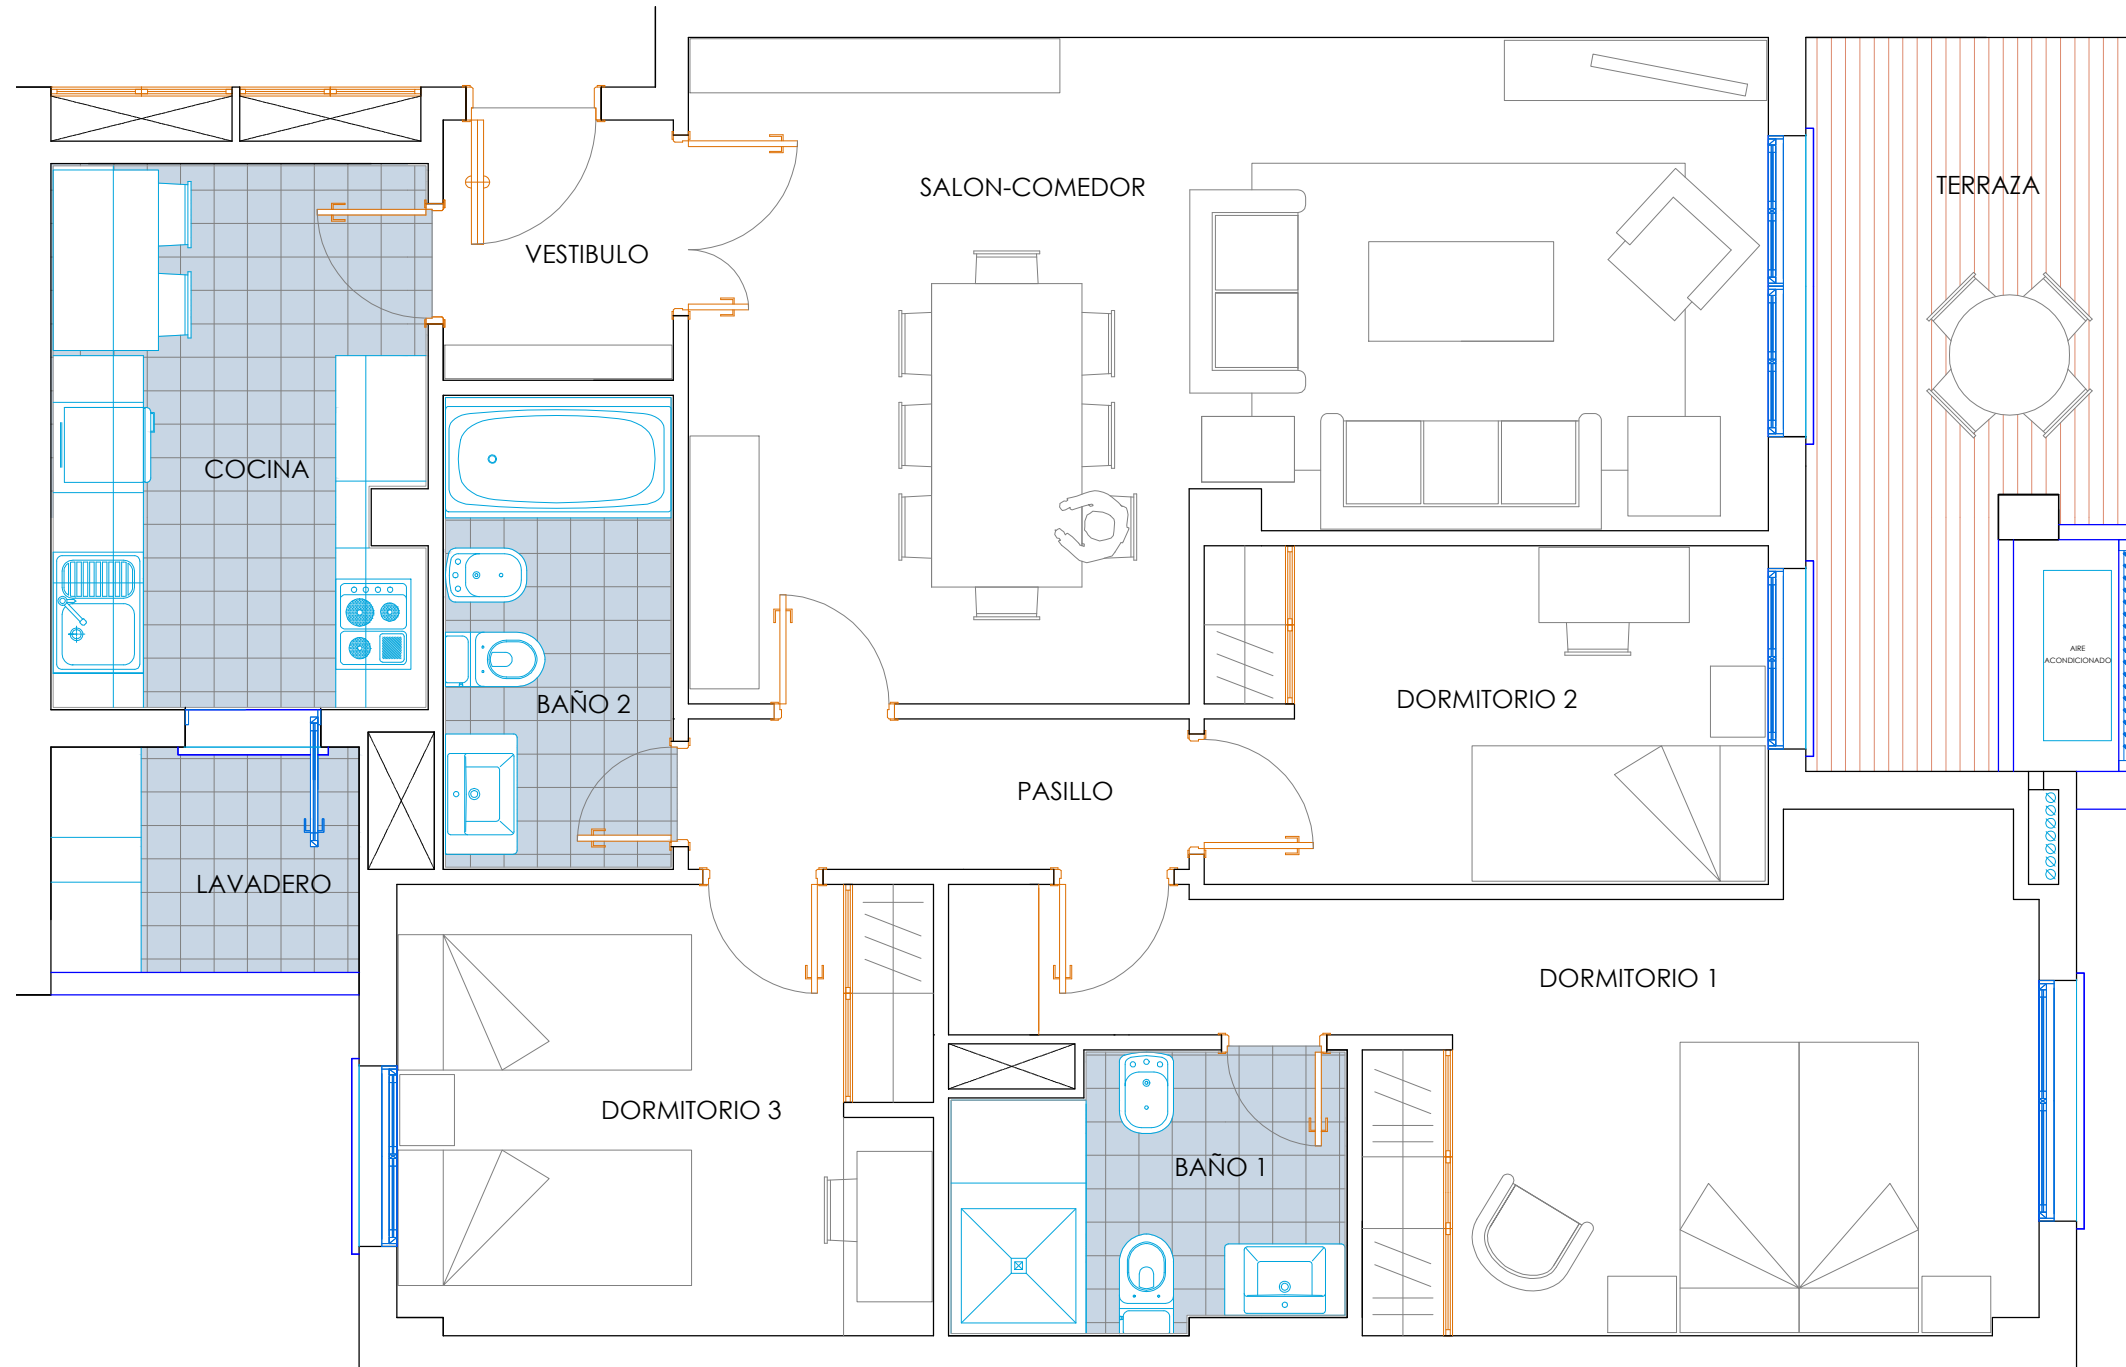 SALON-COMEDOR
TERRAZA
VESTIBULO
COCINA
AIRE
ACONDICIONADO
DORMITORIO 2
BAÑO 2
PASILLO
LAVADERO
DORMITORIO 1
DORMITORIO 3
BAÑO 1